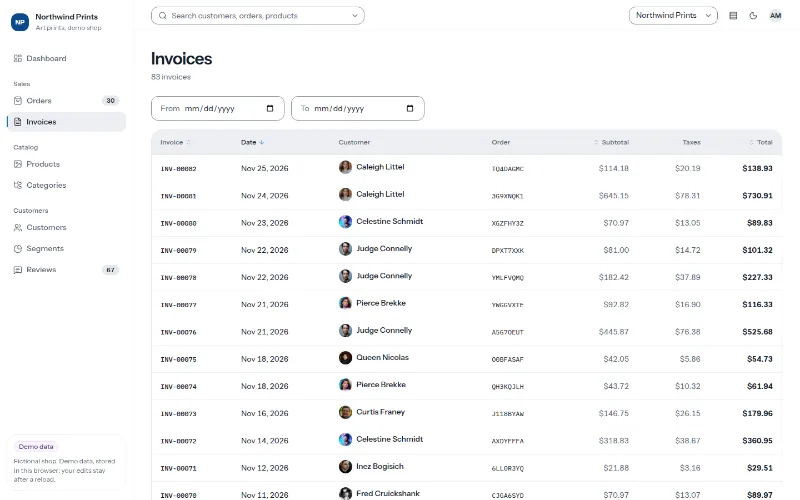 NP
Northwind Prints
Art prints, demo shop
Search customers, orders, products
Northwind Prints
AM
Dashboard
Sales
Orders 30
Invoices
Catalog
Products
Categories
Customers
Customers
Segments
Reviews 67
Demo data
Fictional shop. Demo data, stored
in this browser: your edits stay
after a reload.
Invoices
83 invoices
From mm/dd/yyyy
To mm/dd/yyyy
Invoice Date Customer Order Subtotal Taxes Total
INV-00082 Nov 25, 2026 Caleigh Littel TQ4DAGMC $114.18 $20.19 $138.93
INV-00081 Nov 24, 2026 Caleigh Littel 3G9XNQK1 $645.15 $78.31 $730.91
INV-00080 Nov 23, 2026 Celestine Schmidt XGZFHY3Z $70.97 $13.05 $89.83
INV-00079 Nov 22, 2026 Judge Connelly DPXT7XXK $81.00 $14.72 $101.32
INV-00078 Nov 22, 2026 Judge Connelly YMLFVQMQ $182.42 $37.89 $227.33
INV-00077 Nov 21, 2026 Pierce Brekke YWGGVXTE $92.82 $16.90 $116.33
INV-00076 Nov 21, 2026 Judge Connelly $445.87 $76.38 $525.68
INV-00075 Nov 18, 2026 Queen Nicolas $42.05 $5.86 $54.73
INV-00074 Nov 18, 2026 Pierce Brekke QH3KQJLH $43.72 $10.32 $61.94
INV-00073 Nov 16, 2026 Curtis Franey $146.75 $26.15 $179.96
INV-00072 Nov 14, 2026 Celestine Schmidt $318.83 $38.67 $360.95
INV-00071 Nov 12, 2026 Inez Bogisich 6LLOR3YQ $21.88 $3.16 $29.51
INV-00070 Nov 11, 2026 Fred Cruickshank CJGA6SYD $70.97 $13.07 $89.97